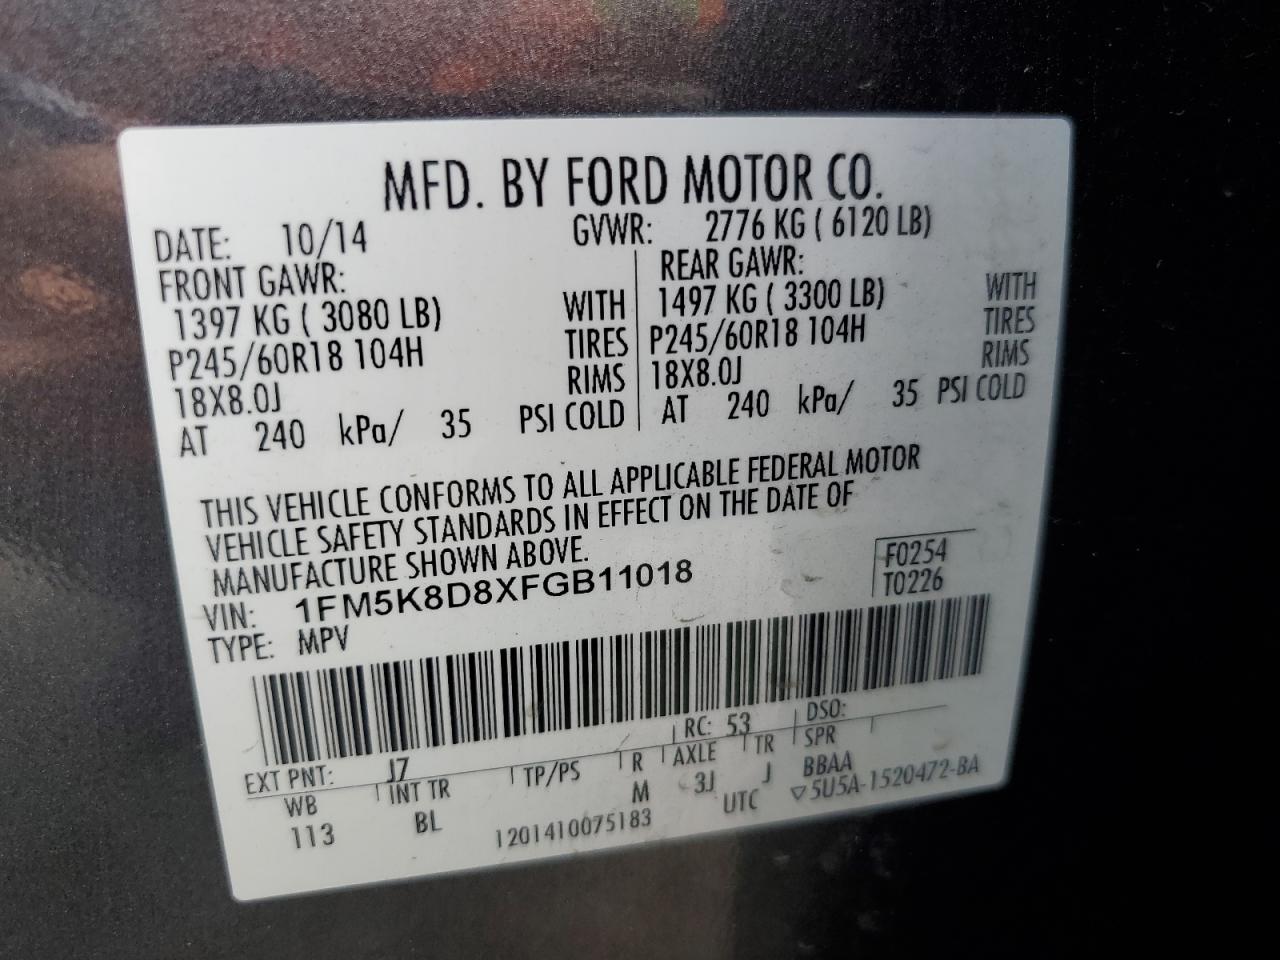 MFD. BY FORD MOTOR CO.
DATE: 10/14 GVWR: 2776 KG ( 6120 LB)
FRONT GAWR: REAR GAWR:
1397 KG ( 3080 LB) WITH 1497 KG ( 3300 LB) WITH
P245/60R18 104H TIRES P245/60R18 104H TIRES
18X8.0J RIMS 18X8.0J RIMS
AT 240 kPa/ 35 PSI COLD AT 240 kPa/ 35 PSI COLD
THIS VEHICLE CONFORMS TO ALL APPLICABLE FEDERAL MOTOR
VEHICLE SAFETY STANDARDS IN EFFECT ON THE DATE OF
MANUFACTURE SHOWN ABOVE.
VIN: 1FM5K8D8XFGB11018 F0254
TYPE: MPV T0226
EXT PNT: J7 RC: 53 DSO:
WB INT TR TP/PS R AXLE TR SPR
113 BL M 3J J BBAA
1201410075183 UTC ▽5U5A-1520472-BA